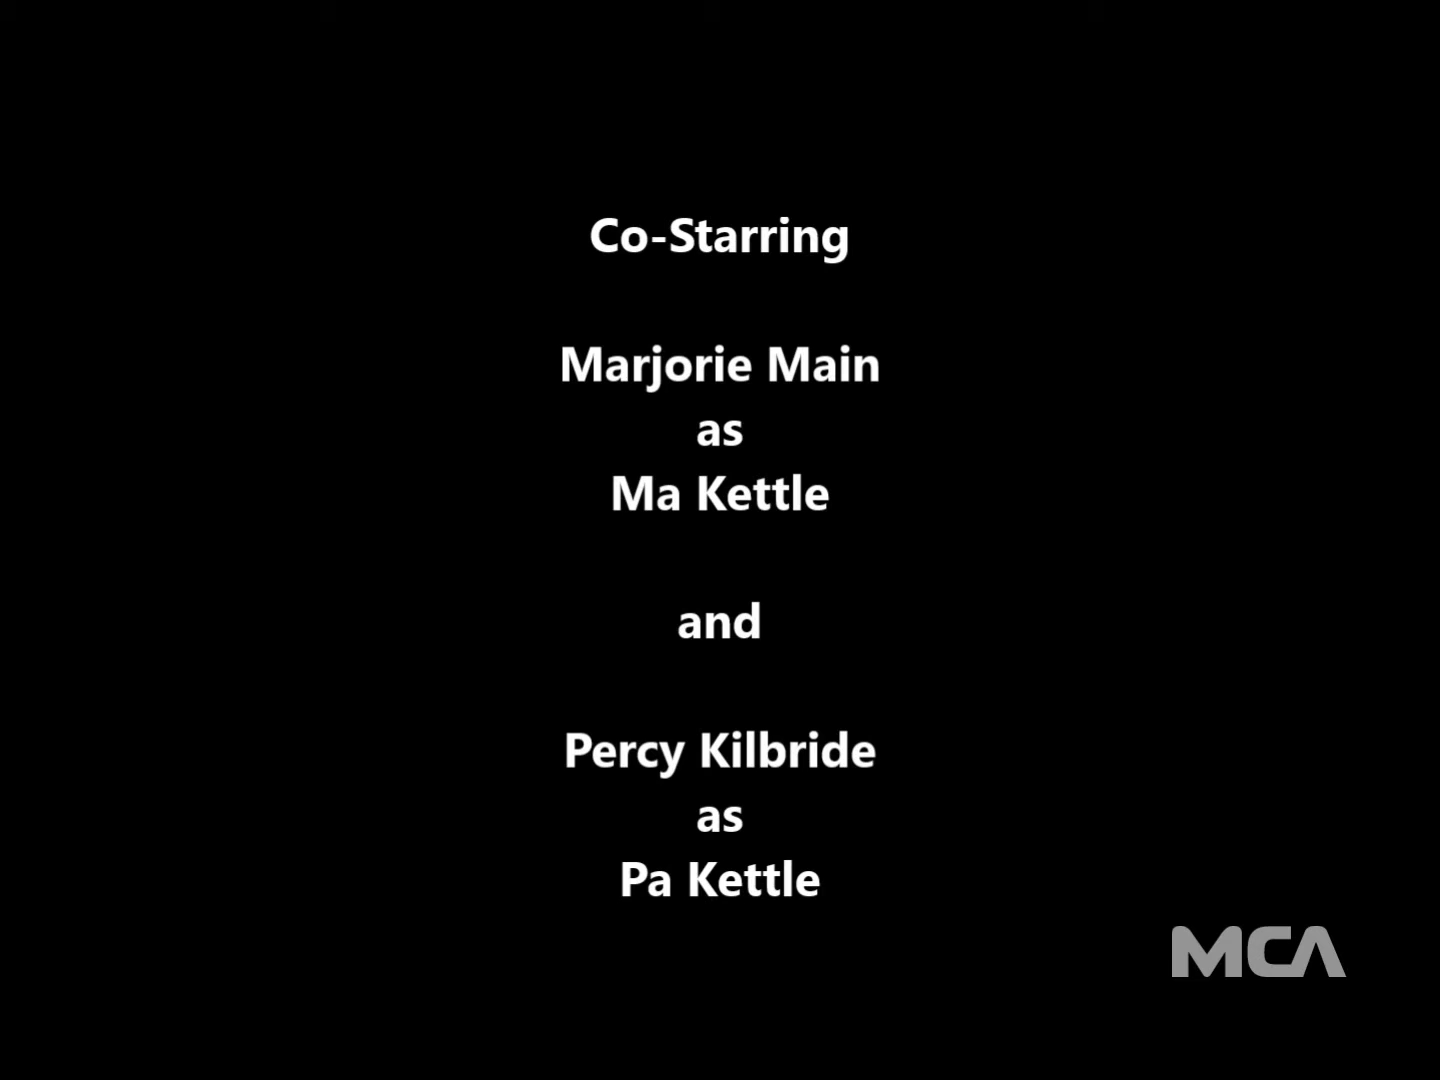 Co-Starring
Marjorie Main
as
Ma Kettle
and
Percy Kilbride
as
Pa Kettle
MCA